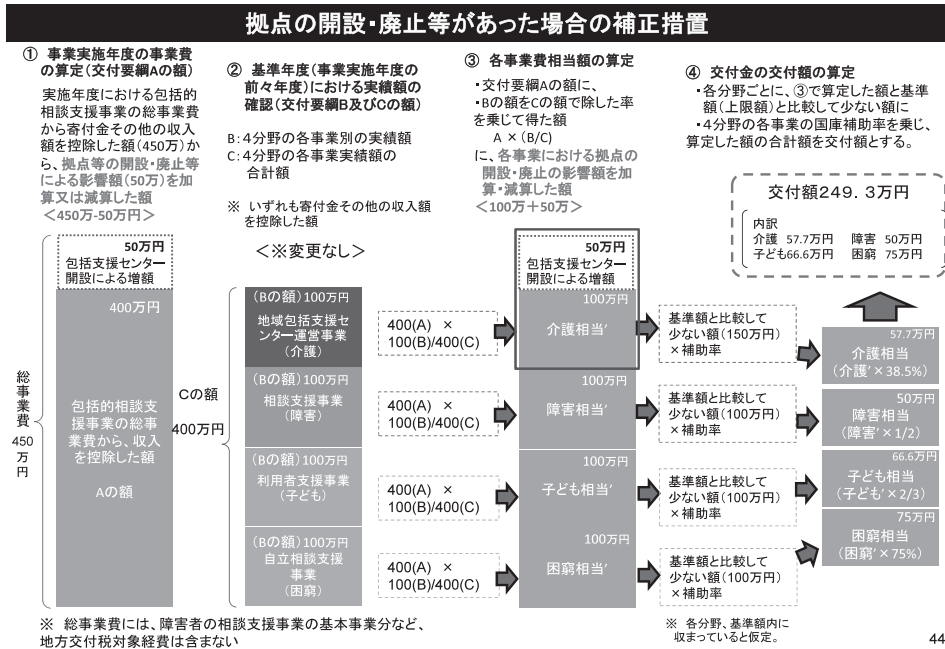 拠点の開設・廃止等があった場合の補正措置
① 事業実施年度の事業費
の算定(交付要綱Aの額)
実施年度における包括的
相談支援事業の総事業費
から寄付金その他の収入
額を控除した額(450万)か
ら、拠点等の開設・廃止等
による影響額(50万)を加
算又は減算した額
<450万-50万円>
② 基準年度(事業実施年度の
前々年度)における実績額の
確認(交付要綱B及びCの額)
B:4分野の各事業別の実績額
C:4分野の各事業実績額の
合計額
※ いずれも寄付金その他の収入額
を控除した額
<※変更なし>
③ 各事業費相当額の算定
・交付要綱Aの額に、
・Bの額をCの額で除した率
を乗じて得た額
A ×(B/C)
に、各事業における拠点の
開設・廃止の影響額を加
算・減算した額
<100万+50万>
④ 交付金の交付額の算定
・各分野ごとに、③で算定した額と基準
額(上限額)と比較して少ない額に
・4分野の各事業の国庫補助率を乗じ、
算定した額の合計額を交付額とする。
交付額249.3万円
内訳
介護 57.7万円 障害 50万円
子ども66.6万円 困窮 75万円
総事業費
450
万
円
50万円
包括支援センター
開設による増額
400万円
包括的相談支
援事業の総事
業費から、収入
を控除した額
Aの額
Cの額
400万円
(Bの額)100万円
地域包括支援セ
ンター運営事業
(介護)
(Bの額)100万円
相談支援事業
(障害)
(Bの額)100万円
利用者支援事業
(子ども)
(Bの額)100万円
自立相談支援
事業
(困窮)
400(A) ×
100(B)/400(C)
400(A) ×
100(B)/400(C)
400(A) ×
100(B)/400(C)
400(A) ×
100(B)/400(C)
50万円
包括支援センター
開設による増額
100万円
介護相当’
100万円
障害相当’
100万円
子ども相当’
100万円
困窮相当’
基準額と比較して
少ない額(150万円)
×補助率
基準額と比較して
少ない額(100万円)
×補助率
基準額と比較して
少ない額(100万円)
×補助率
基準額と比較して
少ない額(100万円)
×補助率
57.7万円
介護相当
(介護’×38.5%)
50万円
障害相当
(障害’×1/2)
66.6万円
子ども相当
(子ども’×2/3)
75万円
困窮相当
(困窮’×75%)
※ 総事業費には、障害者の相談支援事業の基本事業分など、
地方交付税対象経費は含まない
※ 各分野、基準額内に
収まっていると仮定。
44